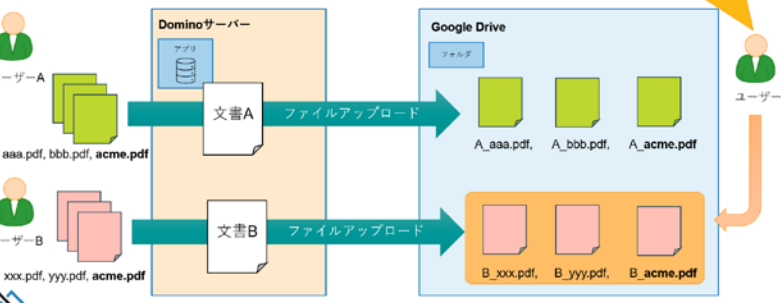 Dominoサーバー
アプリ
Google Drive
フォルダ
ーザーA
aaa.pdf, bbb.pdf, acme.pdf
文書A
ファイルアップロード
A_aaa.pdf, A_bbb.pdf, A_acme.pdf
ユーザー
ーザーB
xxx.pdf, yyy.pdf, acme.pdf
文書B
ファイルアップロード
B_xxx.pdf, B_yyy.pdf, B_acme.pdf